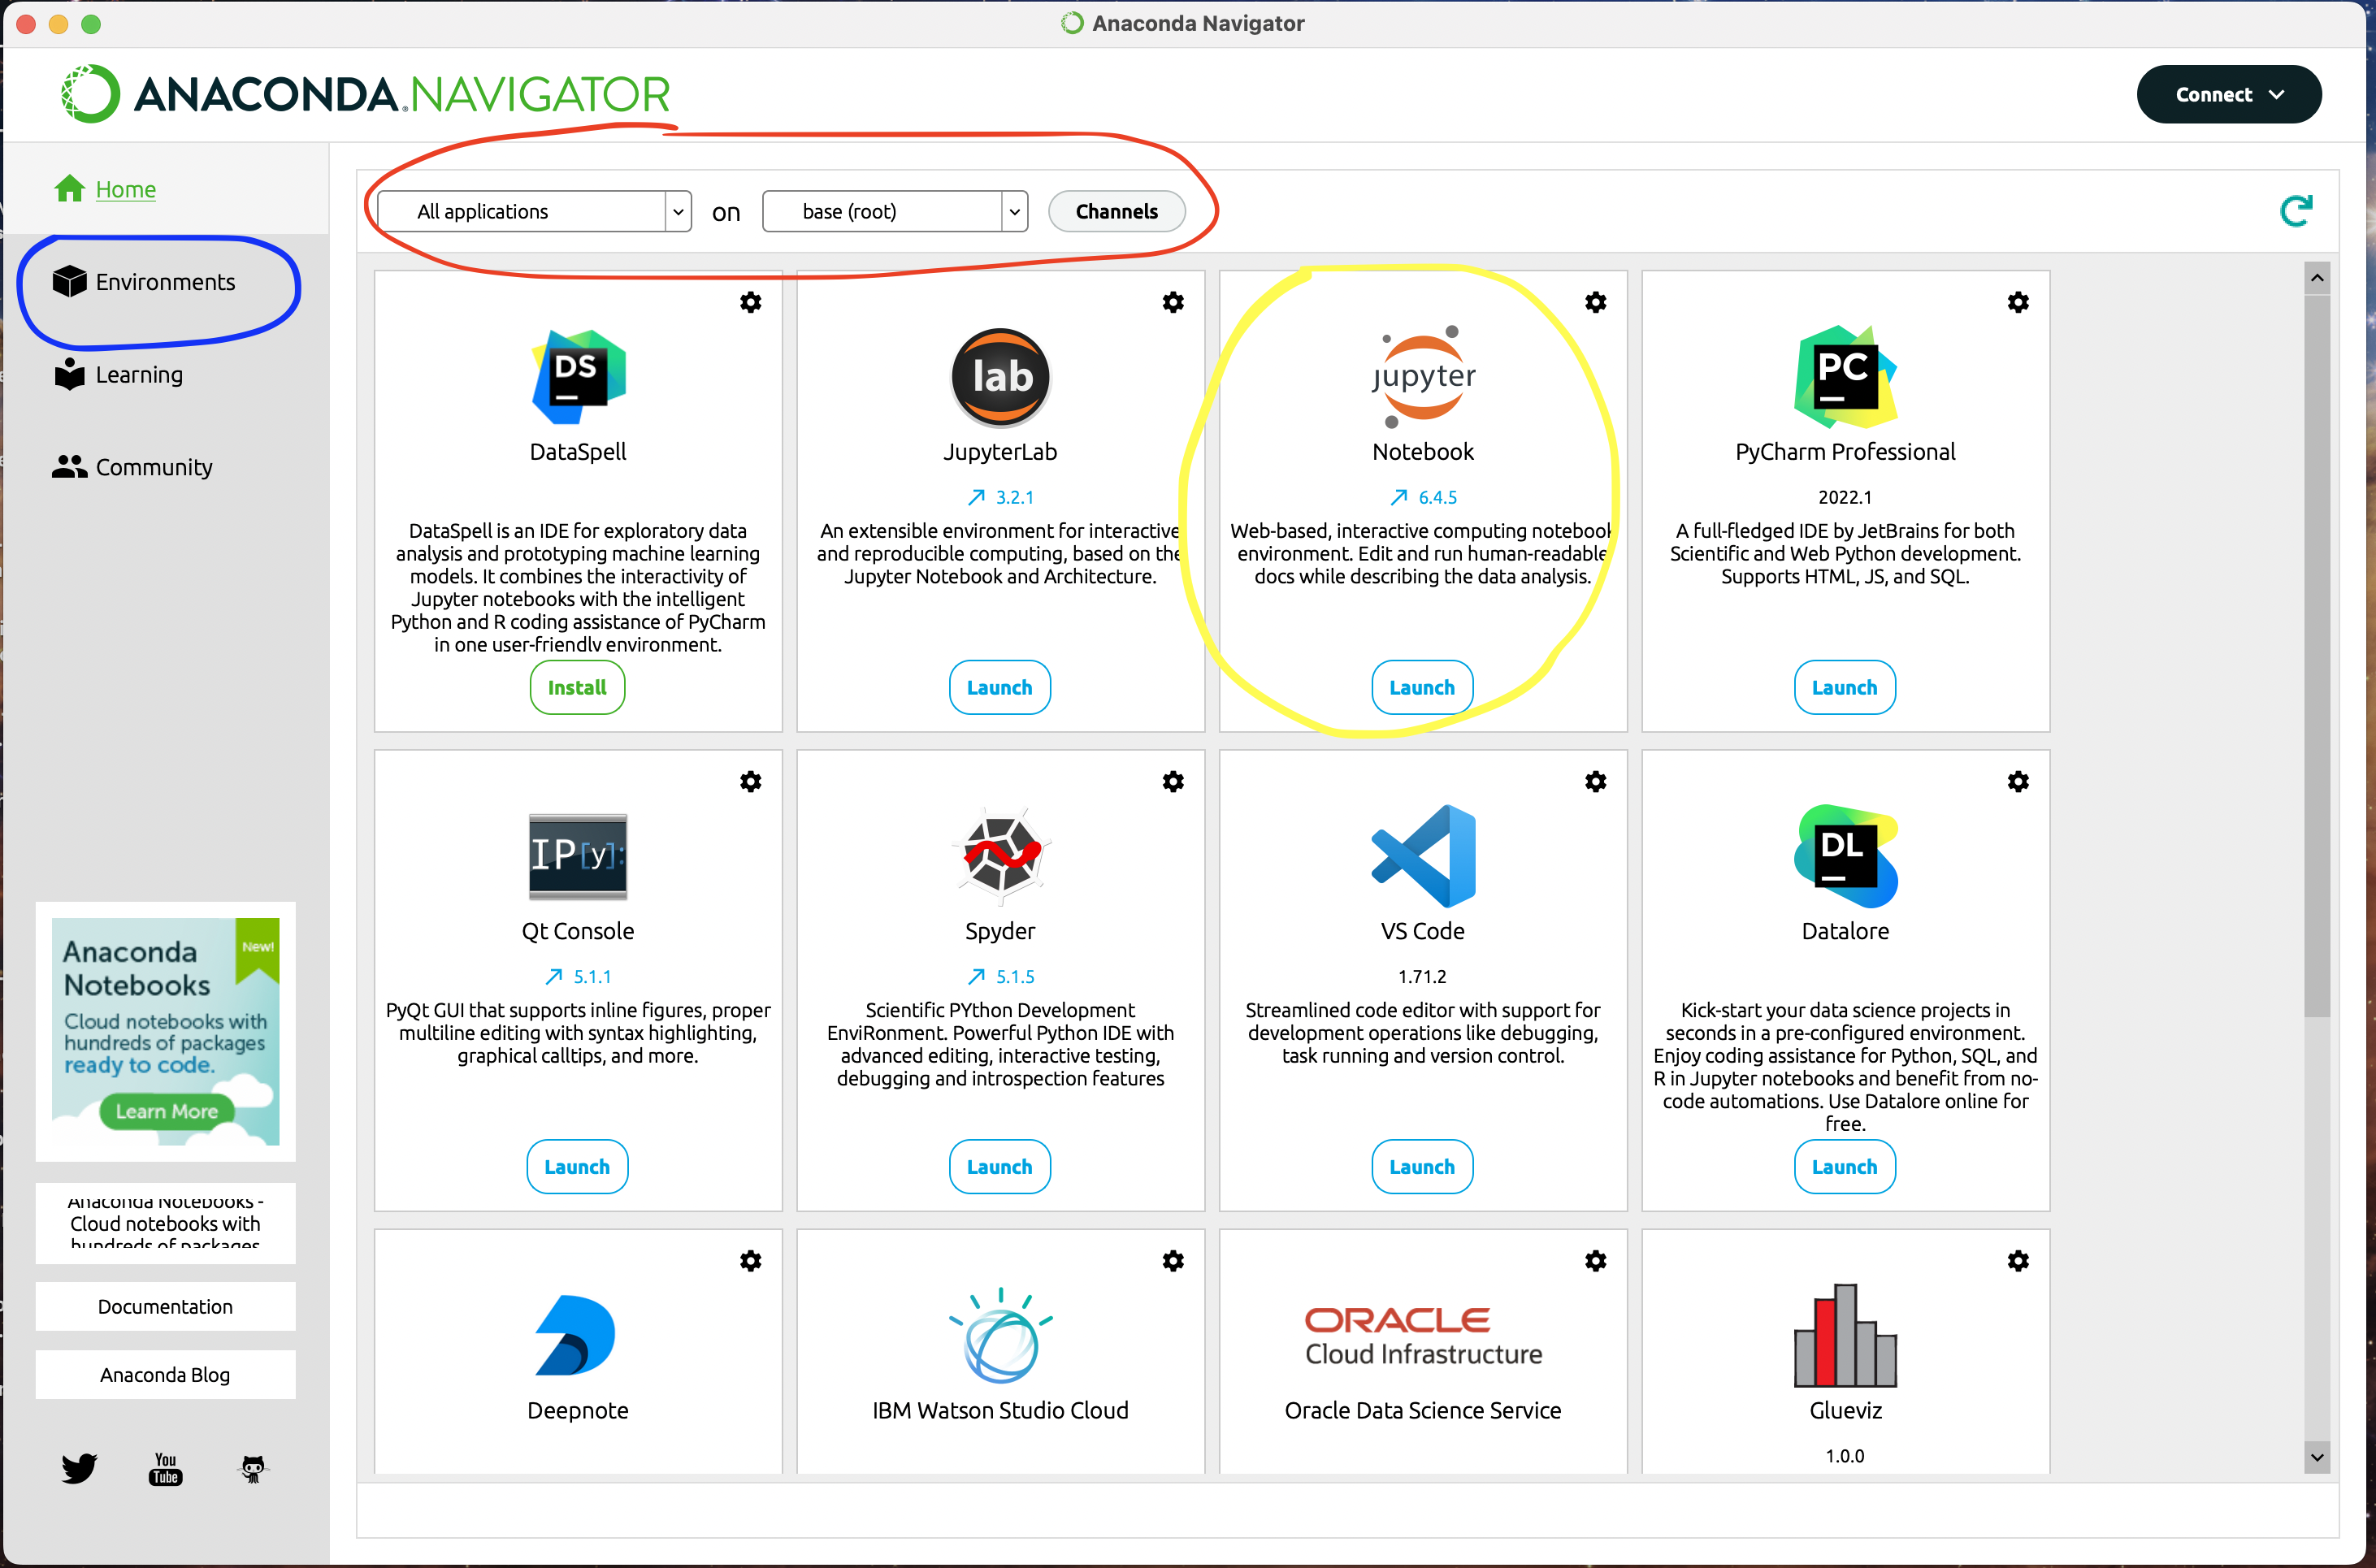 Anaconda Navigator
ANACONDA.NAVIGATOR
Connect
Home
Environments
Learning
Community
All applications on base (root) Channels
DS
DataSpell
DataSpell is an IDE for exploratory data
analysis and prototyping machine learning
models. It combines the interactivity of
Jupyter notebooks with the intelligent
Python and R coding assistance of PyCharm
in one user-friendly environment.
Install
lab
JupyterLab
3.2.1
An extensible environment for interactive
and reproducible computing, based on the
Jupyter Notebook and Architecture.
Launch
jupyter
Notebook
6.4.5
Web-based, interactive computing notebook
environment. Edit and run human-readable
docs while describing the data analysis.
Launch
PC
PyCharm Professional
2022.1
A full-fledged IDE by JetBrains for both
Scientific and Web Python development.
Supports HTML, JS, and SQL.
Launch
IP[y]:
Qt Console
5.1.1
PyQt GUI that supports inline figures, proper
multiline editing with syntax highlighting,
graphical calltips, and more.
Launch
Spyder
5.1.5
Scientific PYthon Development
EnviRonment. Powerful Python IDE with
advanced editing, interactive testing,
debugging and introspection features
Launch
VS Code
1.71.2
Streamlined code editor with support for
development operations like debugging,
task running and version control.
Launch
DL
Datalore
Kick-start your data science projects in
seconds in a pre-configured environment.
Enjoy coding assistance for Python, SQL, and
R in Jupyter notebooks and benefit from no-
code automations. Use Datalore online for
free.
Launch
Deepnote
IBM Watson Studio Cloud
ORACLE
Cloud Infrastructure
Oracle Data Science Service
Glueviz
1.0.0
Anaconda
Notebooks
New!
Cloud notebooks with
hundreds of packages
ready to code.
Learn More
Anaconda Notebooks -
Cloud notebooks with
hundreds of packages
Documentation
Anaconda Blog
You
Tube